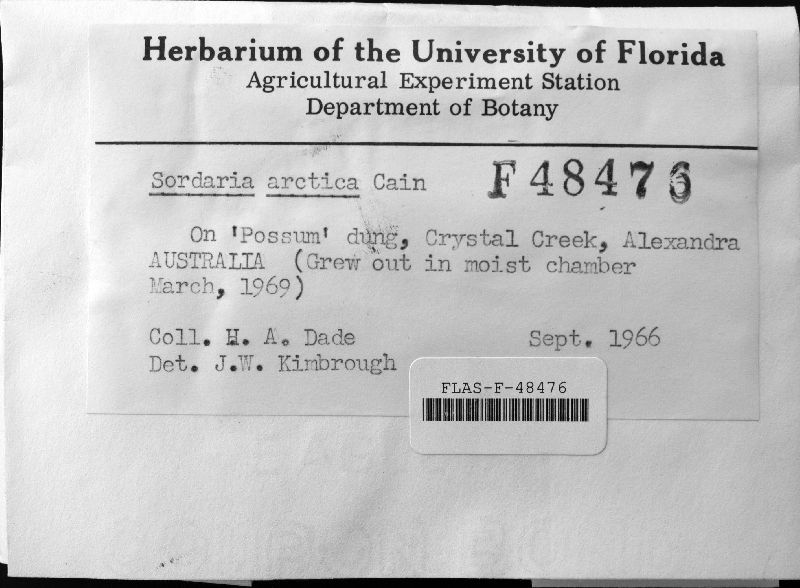 Herbarium of the University of Florida
Agricultural Experiment Station
Department of Botany
Sordaria arctica Cain F48476
On 'Possum' dung, Crystal Creek, Alexandra
AUSTRALIA (Grew out in moist chamber
March, 1969)
Coll. H. A. Dade Sept. 1966
Det. J.W. Kimbrough
FLAS-F-48476